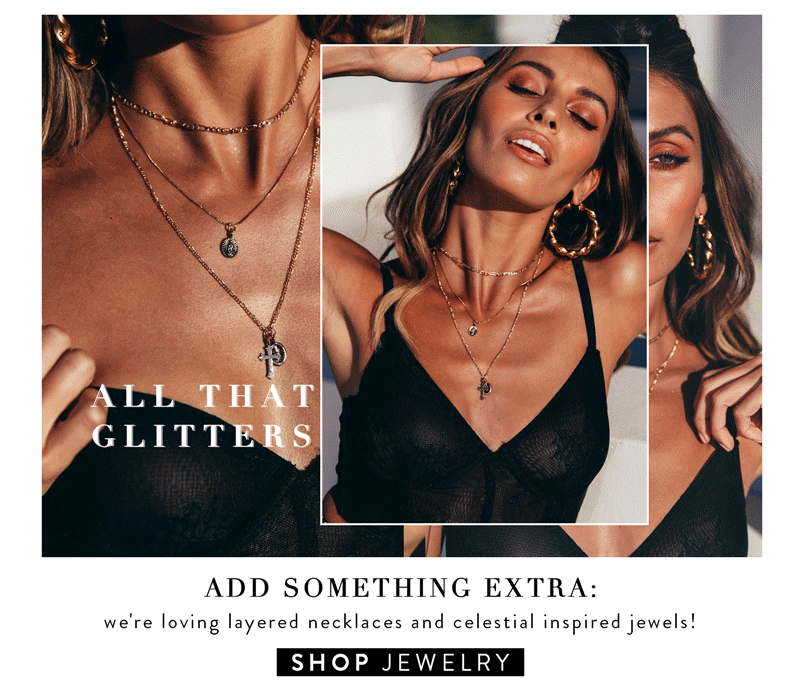 ALL THAT
GLITTERS
ADD SOMETHING EXTRA:
we're loving layered necklaces and celestial inspired jewels!
SHOP JEWELRY